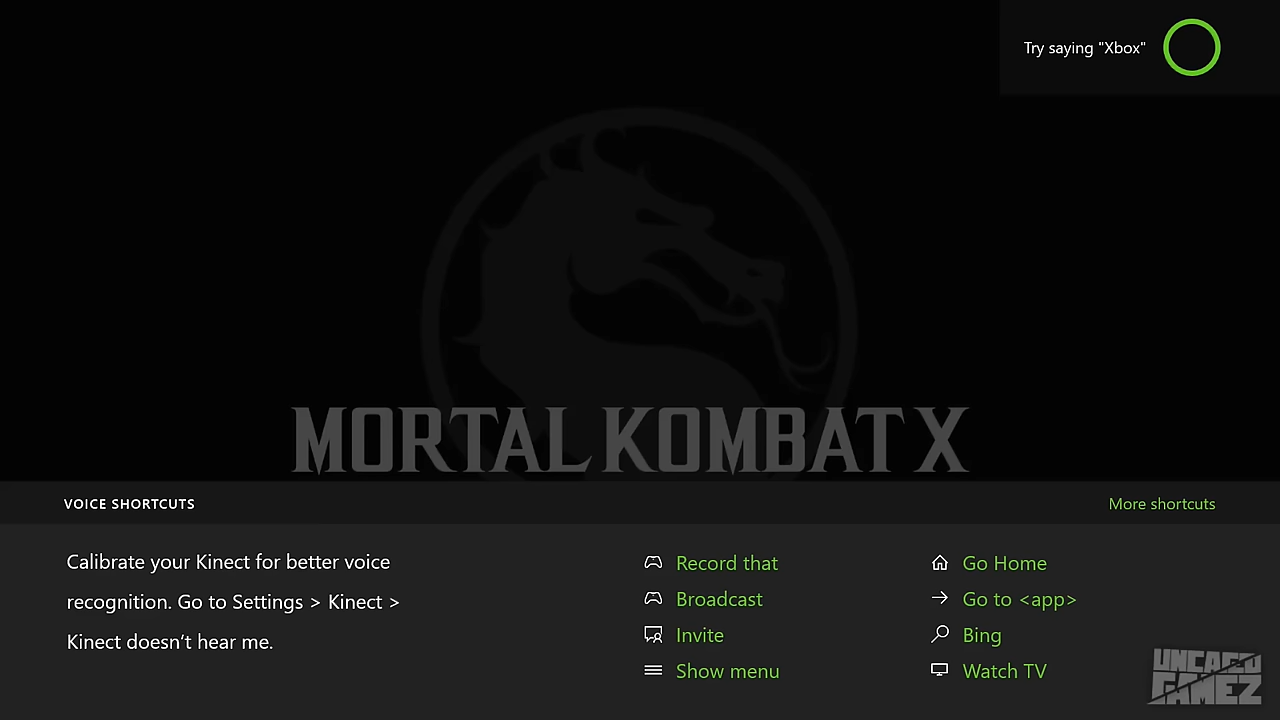 Try saying "Xbox"
MORTAL KOMBAT X
VOICE SHORTCUTS
More shortcuts
Calibrate your Kinect for better voice
recognition. Go to Settings > Kinect >
Kinect doesn't hear me.
Record that
Broadcast
Invite
Show menu
Go Home
Go to <app>
Bing
Watch TV
UNCAGED
GAMEZ